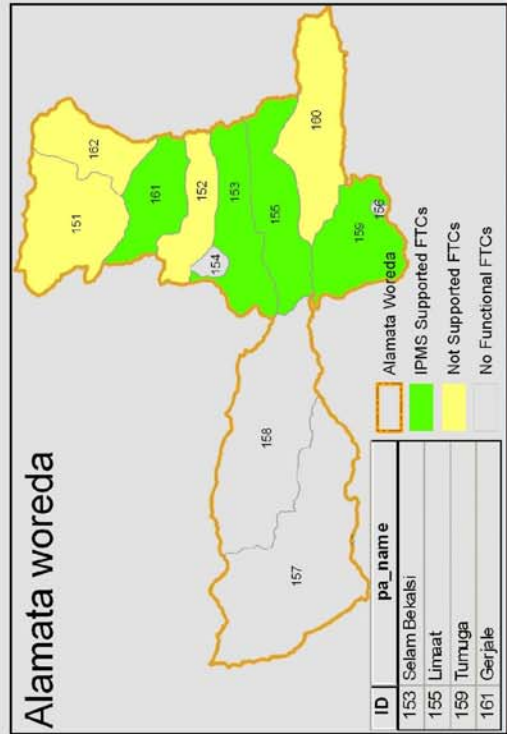 Alamata woreda
151
162
161
152
154
153
155
160
159
156
158
157
Alamata Woreda
IPMS Supported FTCs
Not Supported FTCs
No Functional FTCs
ID pa_name
153 Selam Bekalsi
155 Limaat
159 Tumuga
161 Gerjale